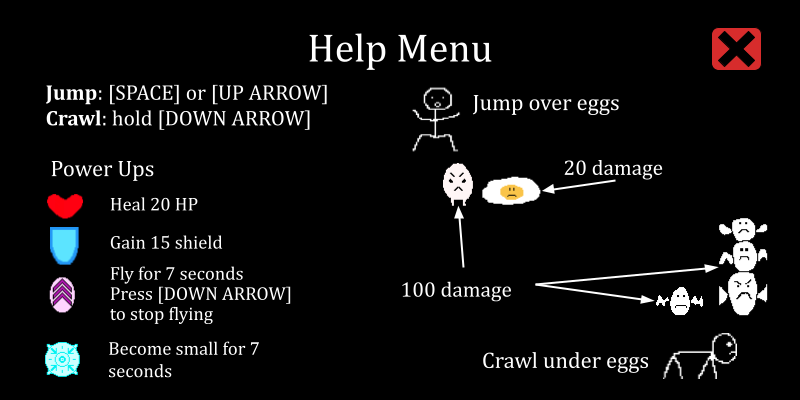 Help Menu
Jump: [SPACE] or [UP ARROW]
Crawl: hold [DOWN ARROW]
Power Ups
Heal 20 HP
Gain 15 shield
Fly for 7 seconds
Press [DOWN ARROW]
to stop flying
Become small for 7
seconds
Jump over eggs
20 damage
100 damage
Crawl under eggs